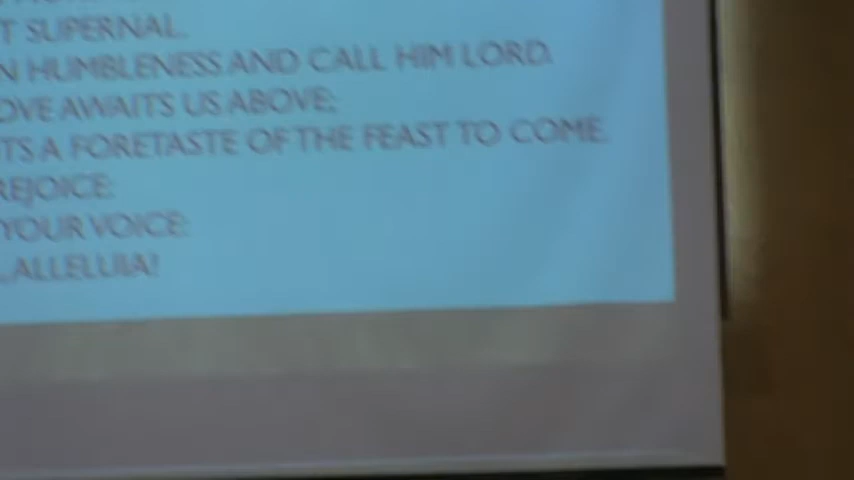 T SUPERNAL.
N HUMBLENESS AND CALL HIM LORD.
OVE AWAITS US ABOVE;
TS A FORETASTE OF THE FEAST TO COME.
REJOICE;
YOUR VOICE:
.ALLELUIA!